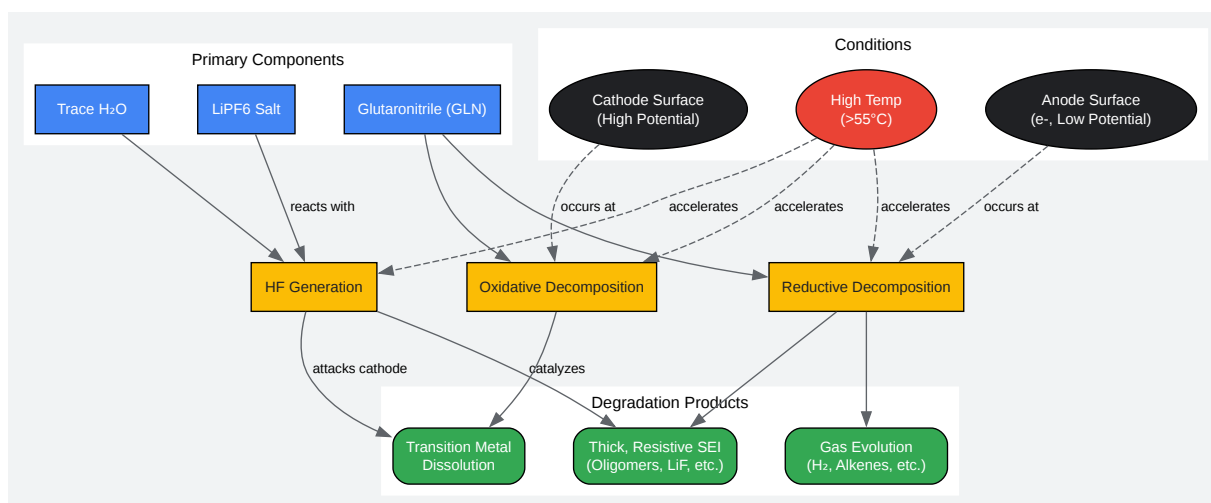 Primary Components
Conditions
Trace H₂O
LiPF6 Salt
Glutaronitrile (GLN)
Cathode Surface
(High Potential)
High Temp
(>55°C)
Anode Surface
(e-, Low Potential)
reacts with
occurs at
accelerates
accelerates
accelerates
occurs at
HF Generation
Oxidative Decomposition
Reductive Decomposition
attacks cathode
catalyzes
Degradation Products
Transition Metal
Dissolution
Thick, Resistive SEI
(Oligomers, LiF, etc.)
Gas Evolution
(H₂, Alkenes, etc.)